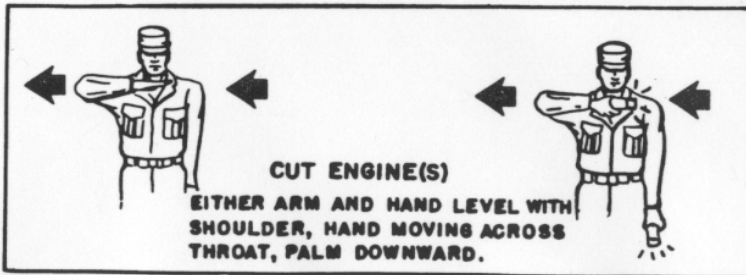 CUT ENGINE(S)
EITHER ARM AND HAND LEVEL WITH
SHOULDER, HAND MOVING ACROSS
THROAT, PALM DOWNWARD.